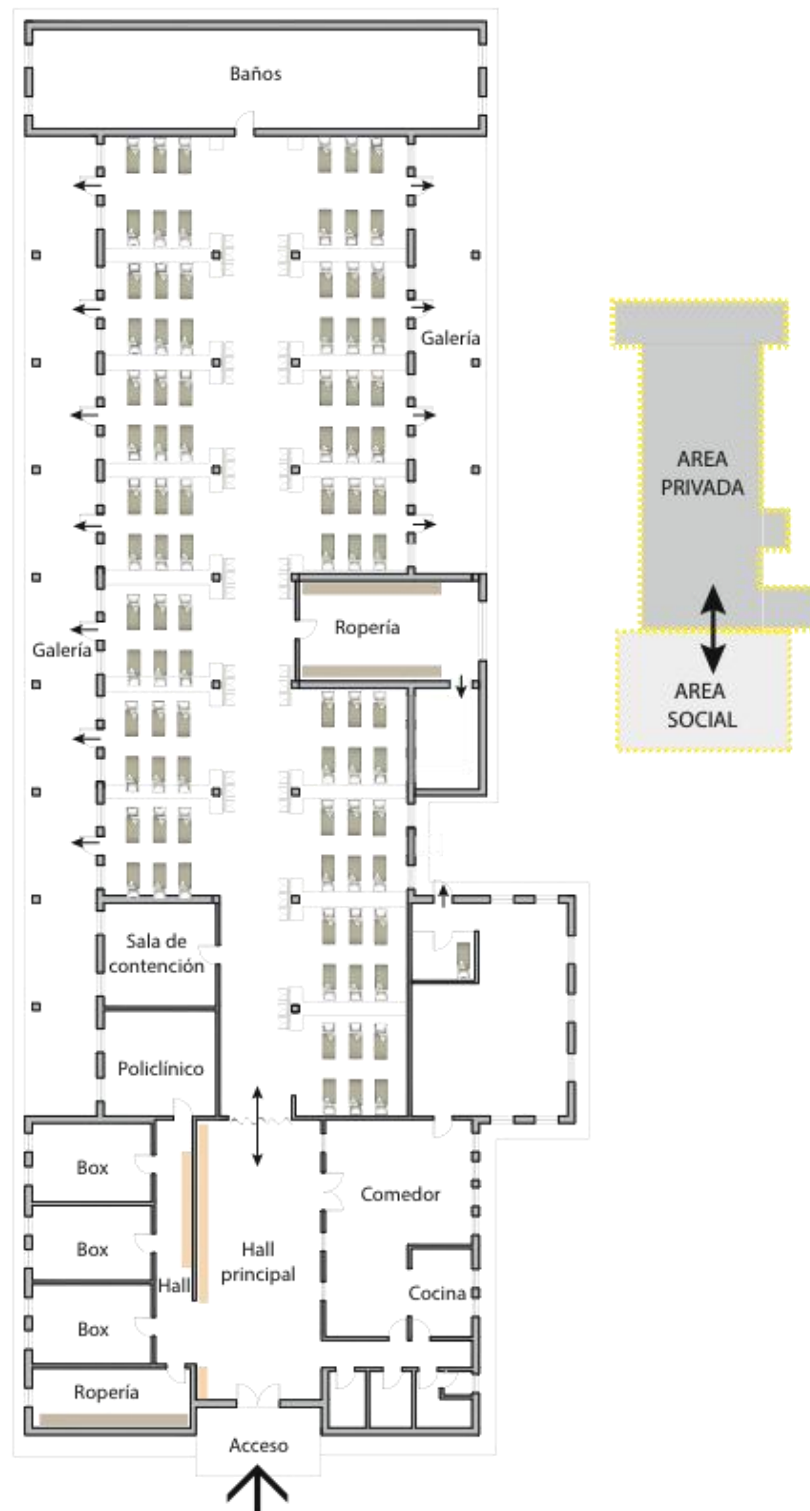 Baños
Galería
AREA
PRIVADA
Ropería
Galería
AREA
SOCIAL
Sala de
contención
Policlínico
Box
Comedor
Box
Hall
principal
Hall
Cocina
Box
Ropería
Acceso